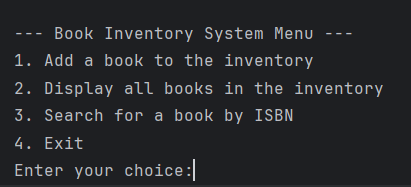 --- Book Inventory System Menu ---
1. Add a book to the inventory
2. Display all books in the inventory
3. Search for a book by ISBN
4. Exit
Enter your choice: